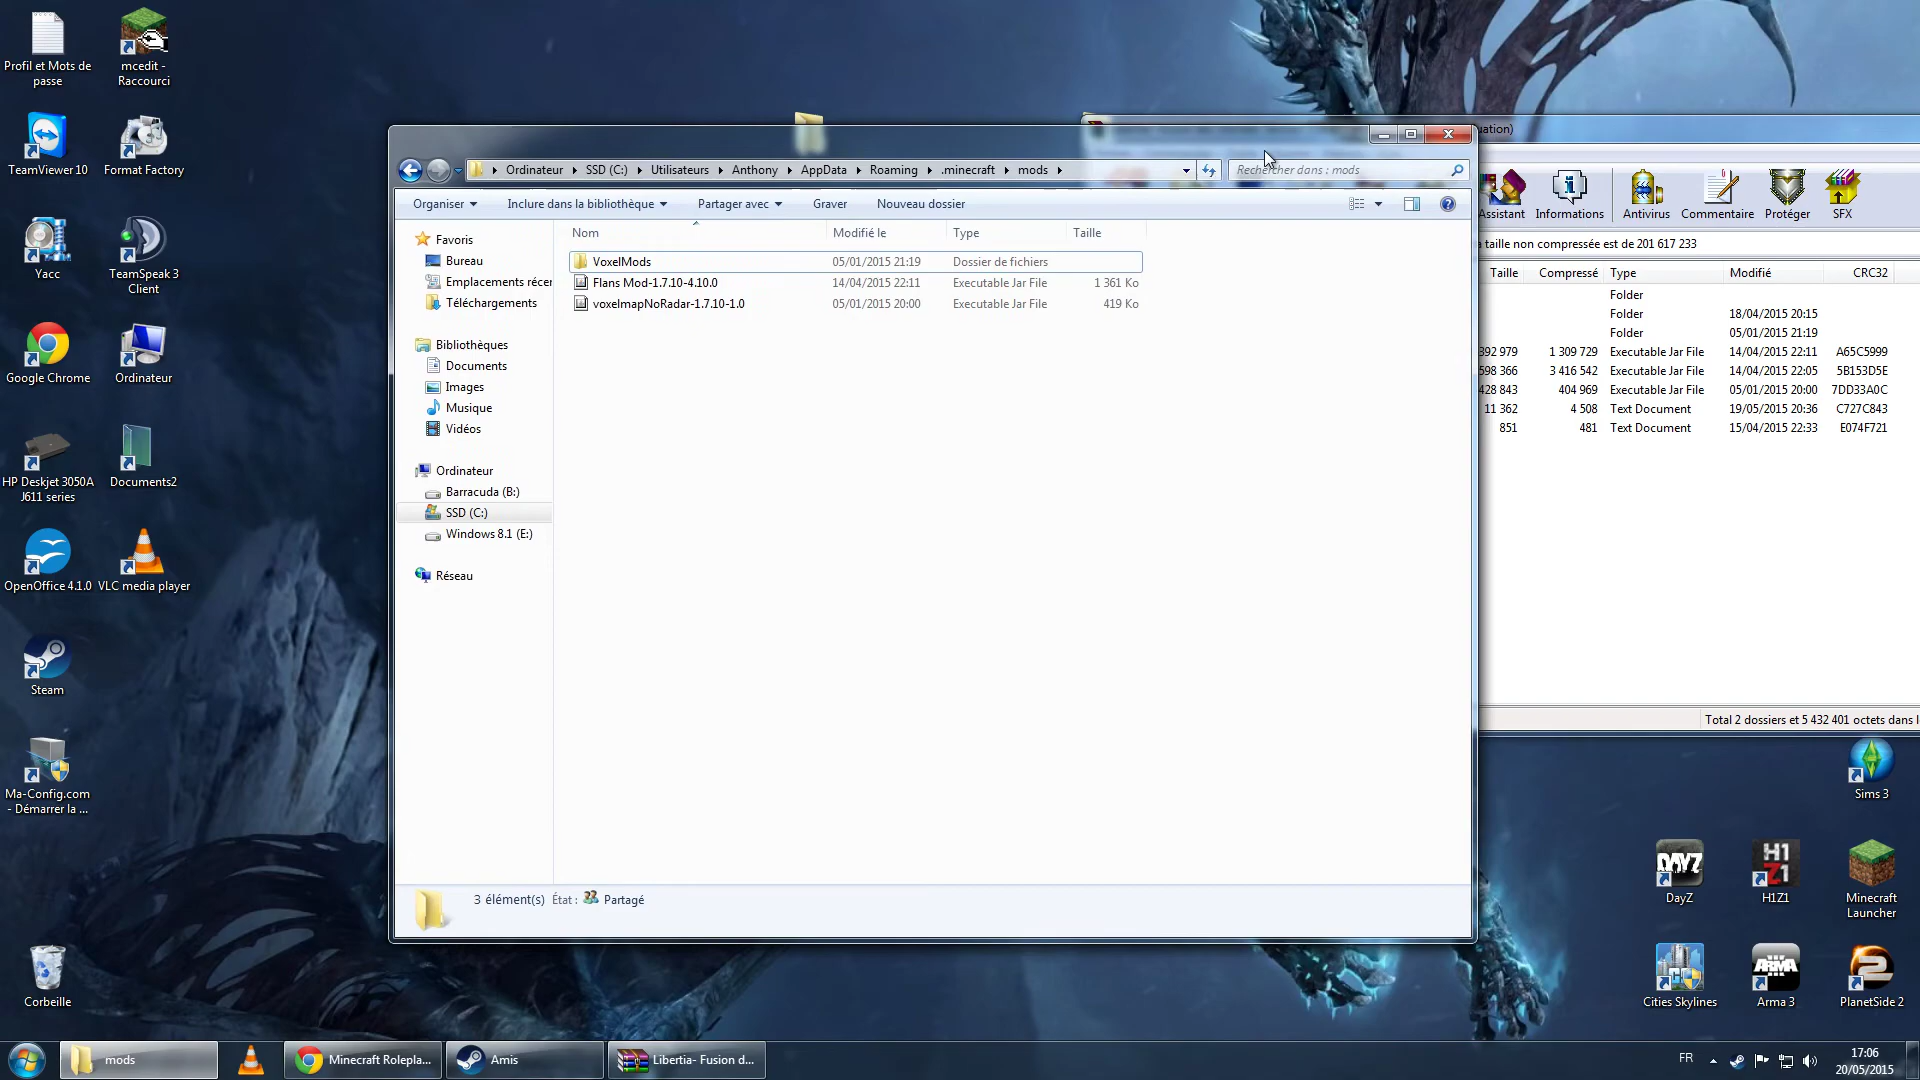 Profil et Mots de
passe
mcedit -
Raccourci
TeamViewer 10
Format Factory
Yacc
TeamSpeak 3
Client
Google Chrome
Ordinateur
HP Deskjet 3050A
J611 series
Documents2
OpenOffice 4.1.0
VLC media player
Steam
Ma-Config.com
- Démarrer la ...
Corbeille
Ordinateur
SSD (C:)
Utilisateurs
Anthony
AppData
Roaming
.minecraft
mods
Rechercher dans : mods
Organiser
Inclure dans la bibliothèque
Partager avec
Graver
Nouveau dossier
Favoris
Bureau
Emplacements récer
Téléchargements
Bibliothèques
Documents
Images
Musique
Vidéos
Ordinateur
Barracuda (B:)
SSD (C:)
Windows 8.1 (E:)
Réseau
Nom Modifié le Type Taille
VoxelMods 05/01/2015 21:19 Dossier de fichiers
Flans Mod-1.7.10-4.10.0 14/04/2015 22:11 Executable Jar File 1 361 Ko
voxelmapNoRadar-1.7.10-1.0 05/01/2015 20:00 Executable Jar File 419 Ko
3 élément(s) État : Partagé
uation)
Assistant Informations Antivirus Commentaire Protéger SFX
a taille non compressée est de 201 617 233
Taille Compressé Type Modifié CRC32
Folder
Folder 18/04/2015 20:15
Folder 05/01/2015 21:19
392 979 1 309 729 Executable Jar File 14/04/2015 22:11 A65C5999
598 366 3 416 542 Executable Jar File 14/04/2015 22:05 5B153D5E
428 843 404 969 Executable Jar File 05/01/2015 20:00 7DD33A0C
11 362 4 508 Text Document 19/05/2015 20:36 C727C843
851 481 Text Document 15/04/2015 22:33 E074F721
Total 2 dossiers et 5 432 401 octets dans l
Sims 3
DAYZ
DayZ
H1
Z1
H1Z1
Minecraft
Launcher
Cities Skylines
ARMA
Arma 3
2
PlanetSide 2
mods
Minecraft Rolepla...
Amis
Libertia- Fusion d...
FR
17:06
20/05/2015